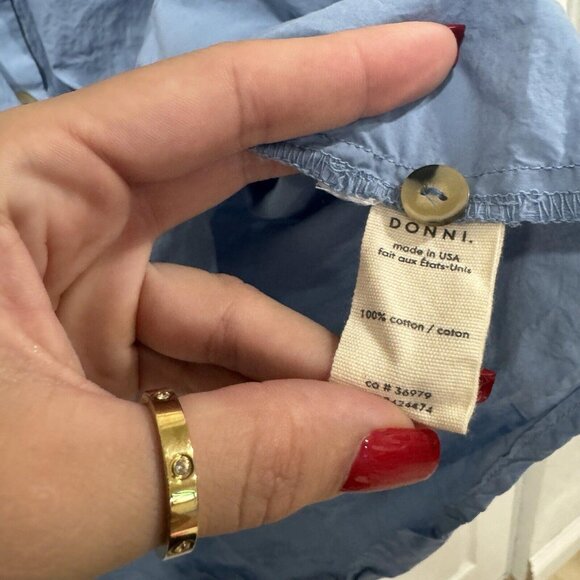 DONNI.
made in USA
fait aux États-Unis
100% cotton / coton
ca # 36979